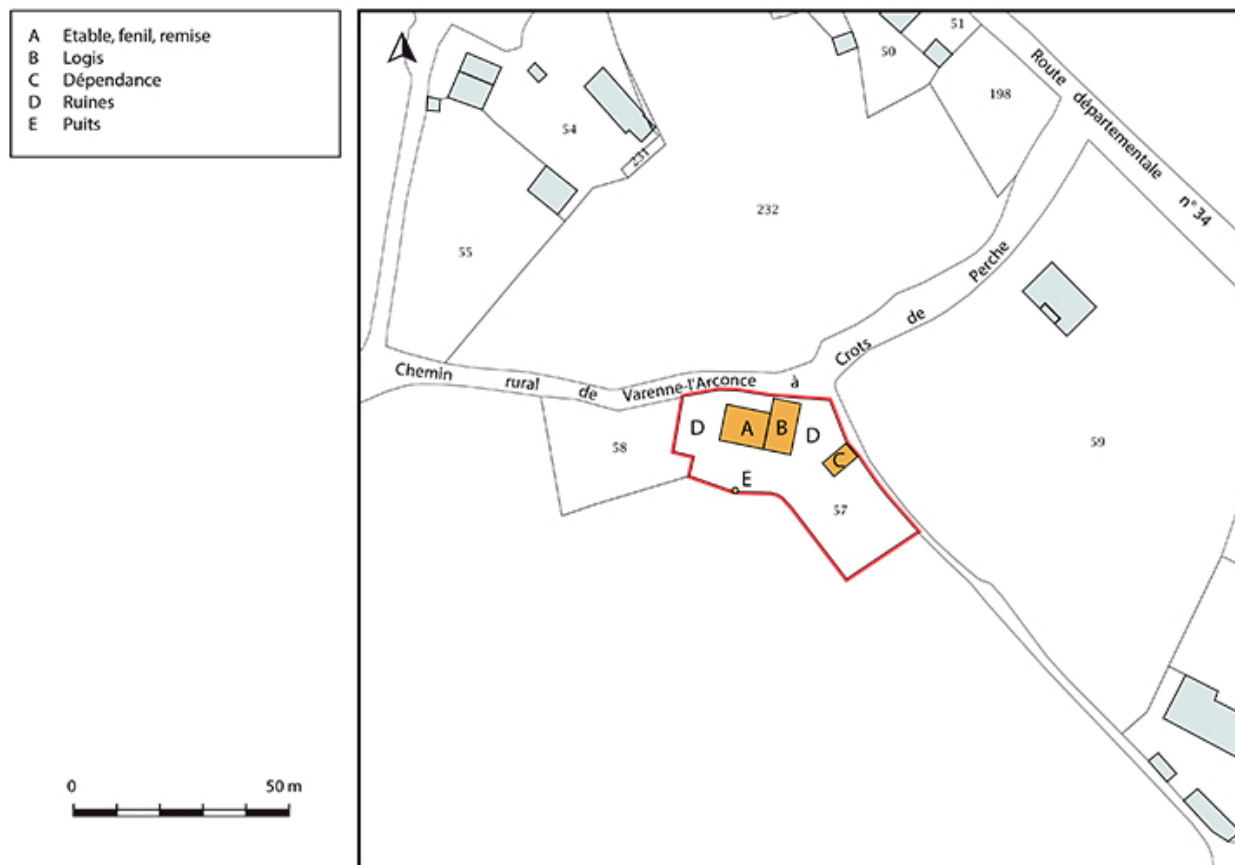 A Etable, fenil, remise
B Logis
C Dépendance
D Ruines
E Puits
51
50
198
Route départementale n° 34
54
231
232
55
Chemin rural de Varenne-l'Arconce à Crots de Perche
59
58
D
A
B
D
C
E
57
0 50 m